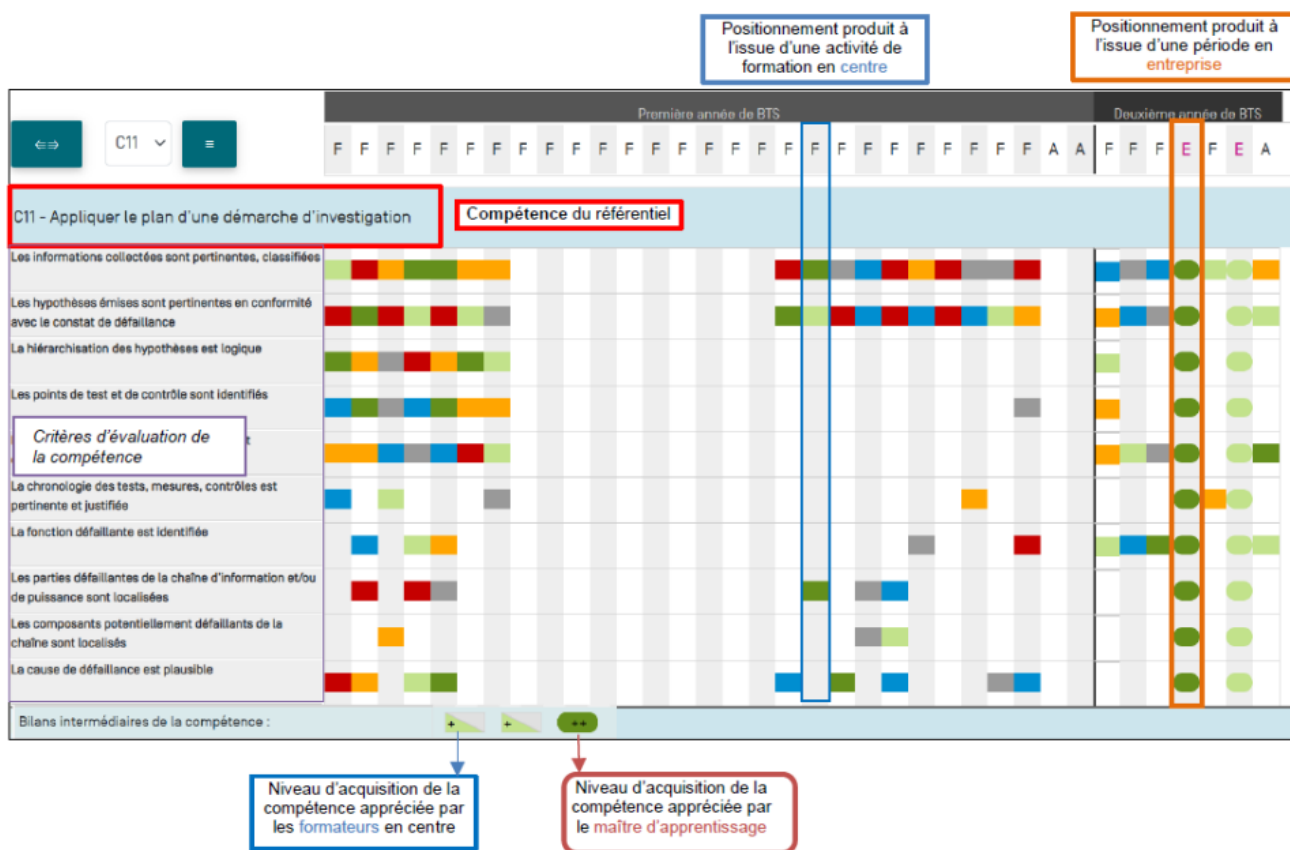 Positionnement produit à
l'issue d'une activité de
formation en centre
Positionnement produit à
l'issue d'une période en
entreprise
Première année de BTS
Deuxième année de BTS
C11
F F F F F F F F F F F F F F F F F F F F F F F F F F F A A F F F E F E A
C11 - Appliquer le plan d'une démarche d'investigation
Compétence du référentiel
Les informations collectées sont pertinentes, classifiées
Les hypothèses émises sont pertinentes en conformité
avec le constat de défaillance
La hiérarchisation des hypothèses est logique
Les points de test et de contrôle sont identifiés
Critères d'évaluation de
la compétence
La chronologie des tests, mesures, contrôles est
pertinente et justifiée
La fonction défaillante est identifiée
Les parties défaillantes de la chaîne d'information et/ou
de puissance sont localisées
Les composants potentiellement défaillants de la
chaîne sont localisés
La cause de défaillance est plausible
Bilans intermédiaires de la compétence :
+ + ++
Niveau d'acquisition de la
compétence appréciée par
les formateurs en centre
Niveau d'acquisition de la
compétence appréciée par
le maître d'apprentissage